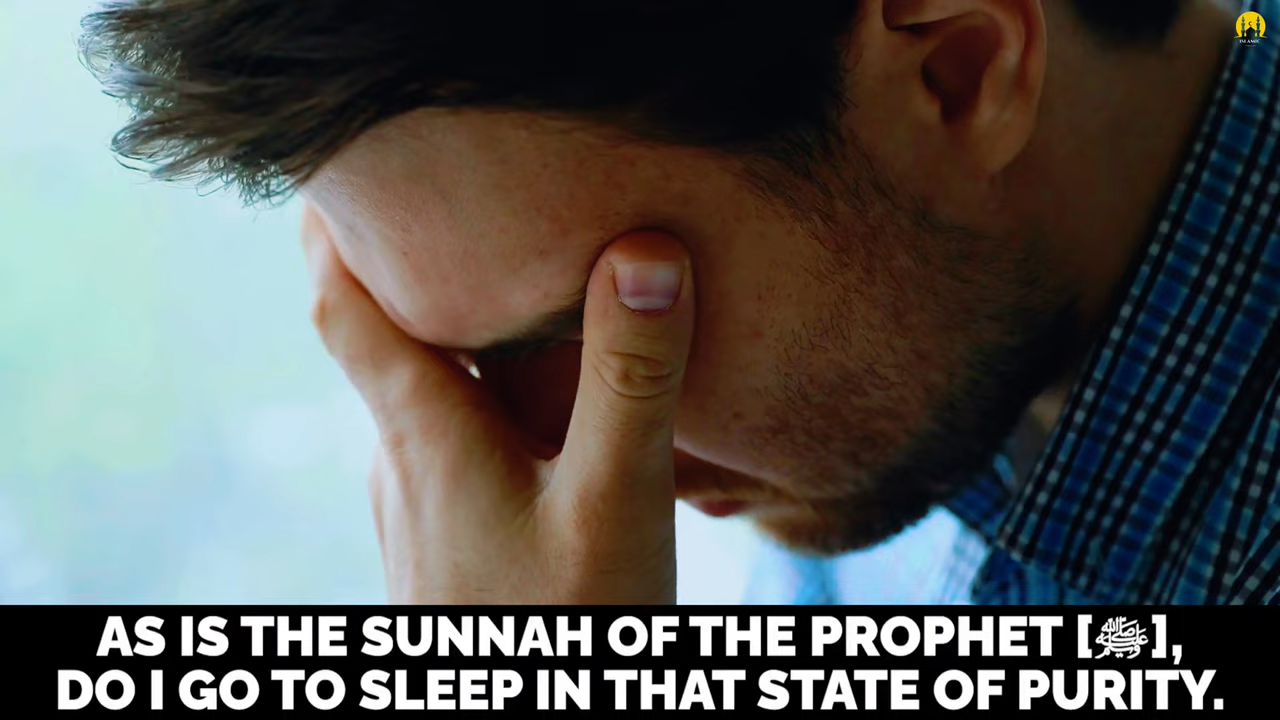 ISLAMIC
AS IS THE SUNNAH OF THE PROPHET [ﷺ],
DO I GO TO SLEEP IN THAT STATE OF PURITY.